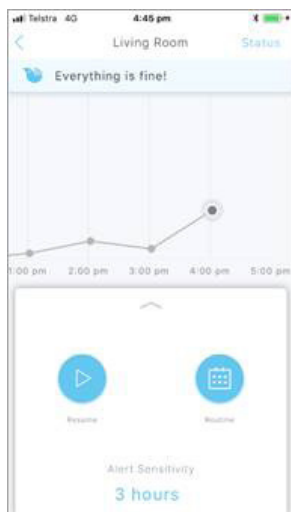 Telstra 4G 4:45 pm
Living Room Status
Everything is fine!
1:00 pm 2:00 pm 3:00 pm 4:00 pm 5:00 pm
Resume Routine
Alert Sensitivity
3 hours